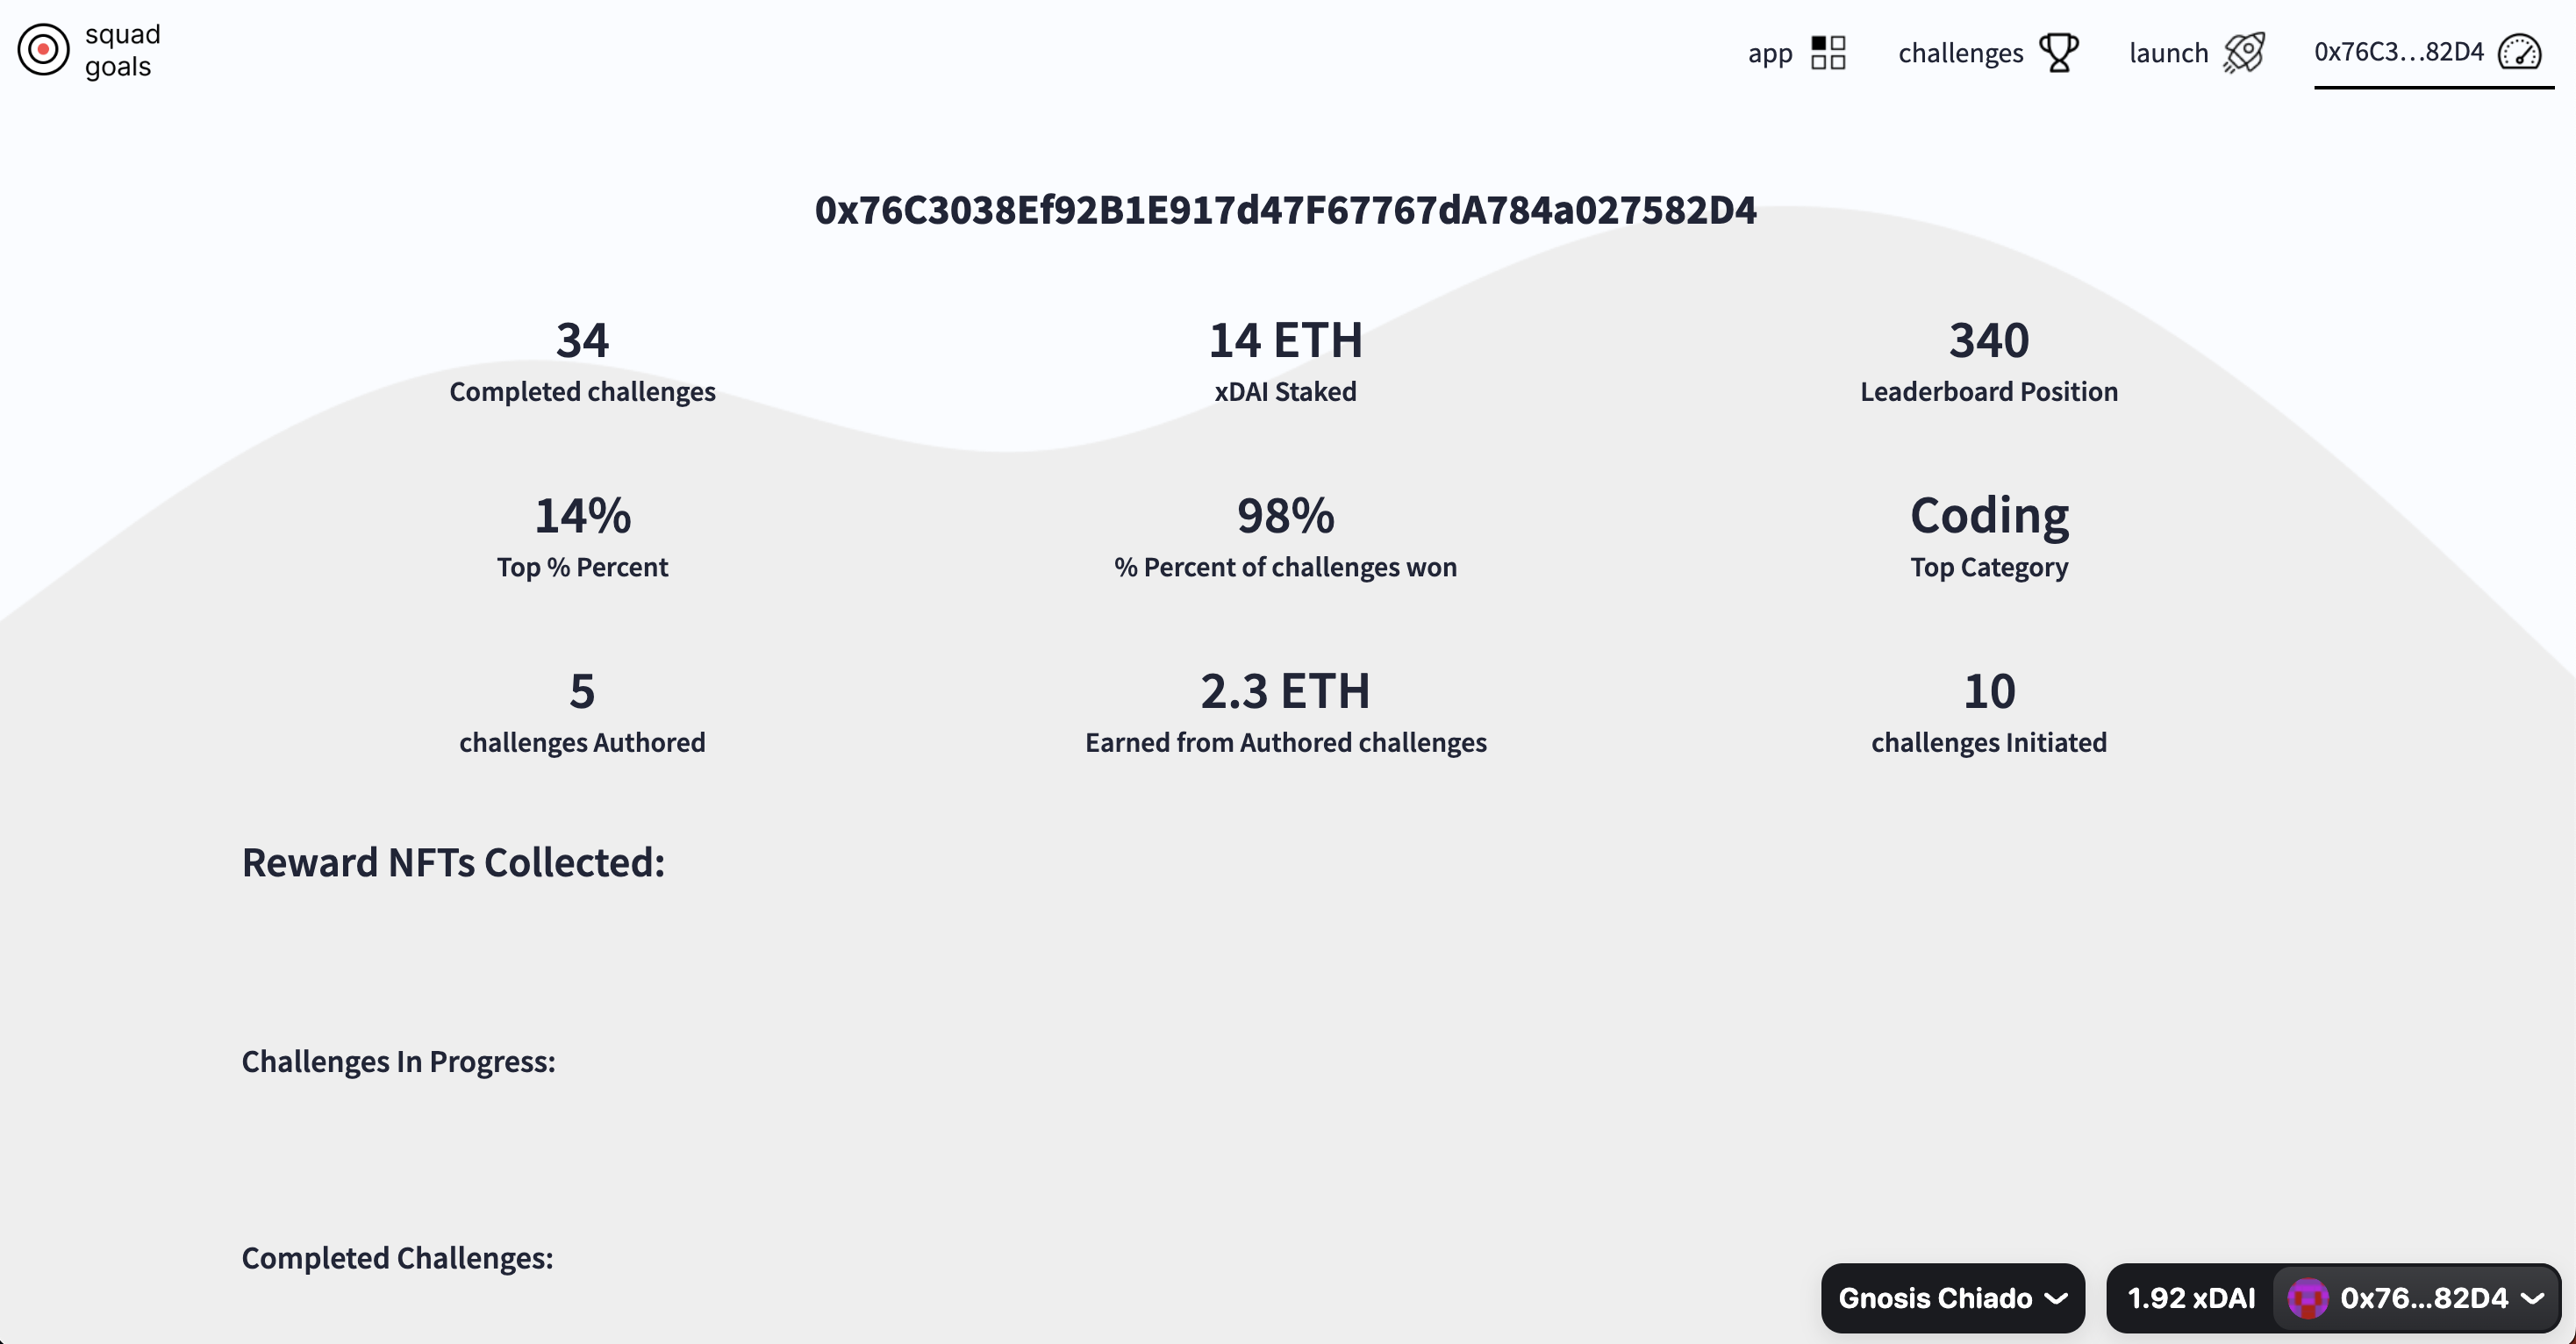 squad
goals
app
challenges
launch
0x76C3...82D4
0x76C3038Ef92B1E917d47F67767dA784a027582D4
34
Completed challenges
14 ETH
xDAI Staked
340
Leaderboard Position
14%
Top % Percent
98%
% Percent of challenges won
Coding
Top Category
5
challenges Authored
2.3 ETH
Earned from Authored challenges
10
challenges Initiated
Reward NFTs Collected:
Challenges In Progress:
Completed Challenges:
Gnosis Chiado
1.92 xDAI
0x76...82D4